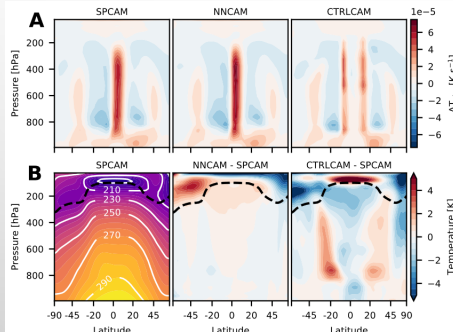 A
SPCAM
NNCAM
CTRLCAM
1e−5
Pressure [hPa]
200
400
600
800
6
4
2
0
−2
−4
−6
B
SPCAM
NNCAM - SPCAM
CTRLCAM - SPCAM
Pressure [hPa]
200
400
600
800
210
230
250
270
290
4
2
0
−2
−4
Temperature [K]
-90 -40 -20 0 20 45
-45 -20 0 20 45
-45 -20 0 20 40 90
Latitude
Latitude
Latitude